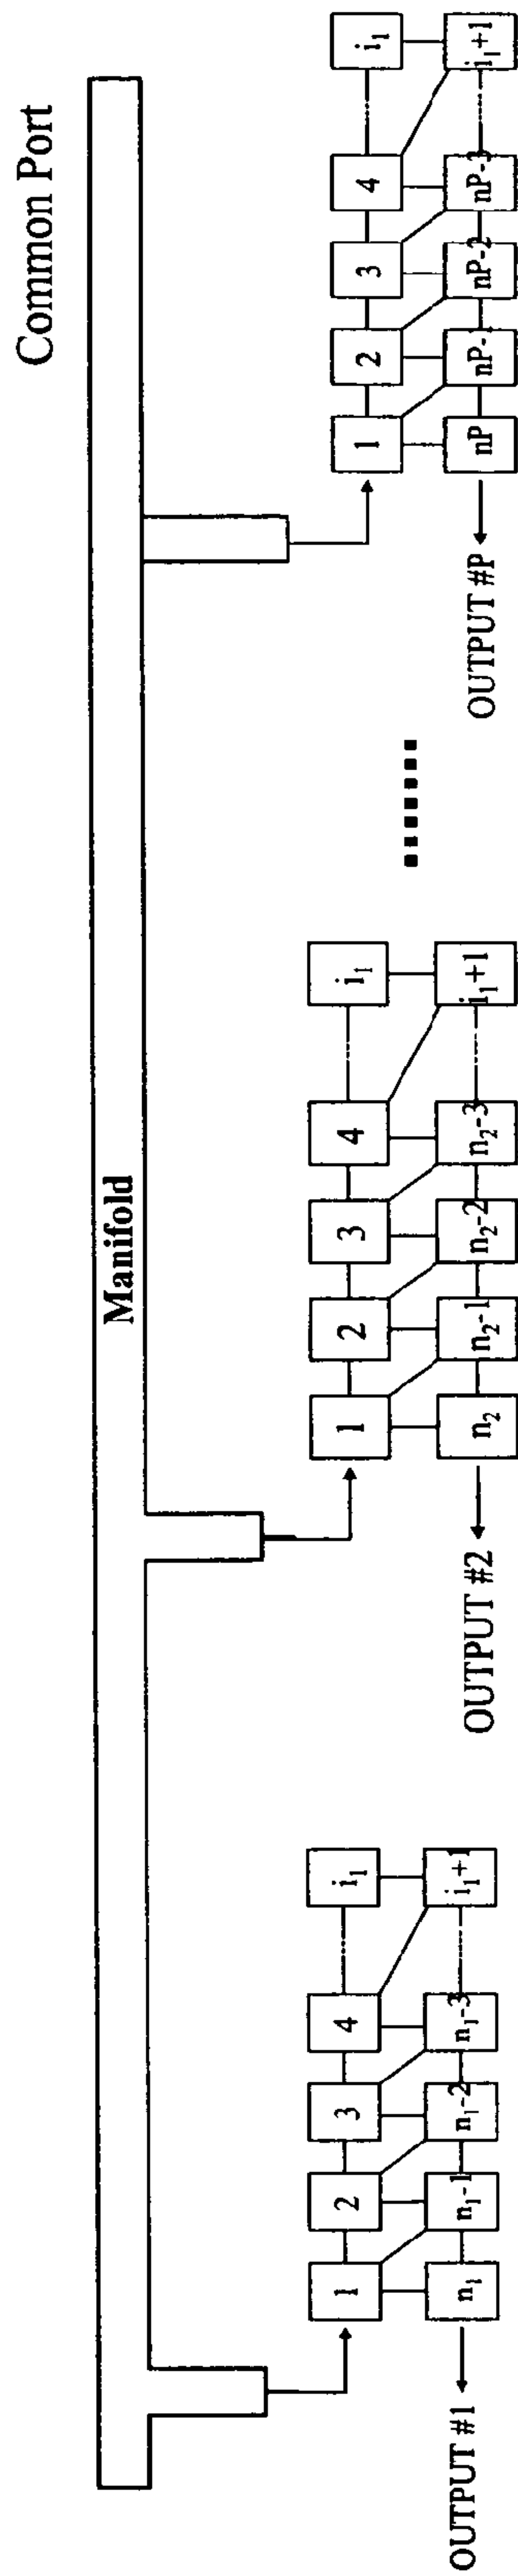 Common Port
Manifold
1 2 3 4 i₁
n₁ n₁-1 n₁-2 n₁-3 i₁+1
OUTPUT #1
1 2 3 4 i₁
n₂ n₂-1 n₂-2 n₂-3 i₁+1
OUTPUT #2
1 2 3 4 i₁
nP nP-1 nP-2 nP-3 i₁+1
OUTPUT #P